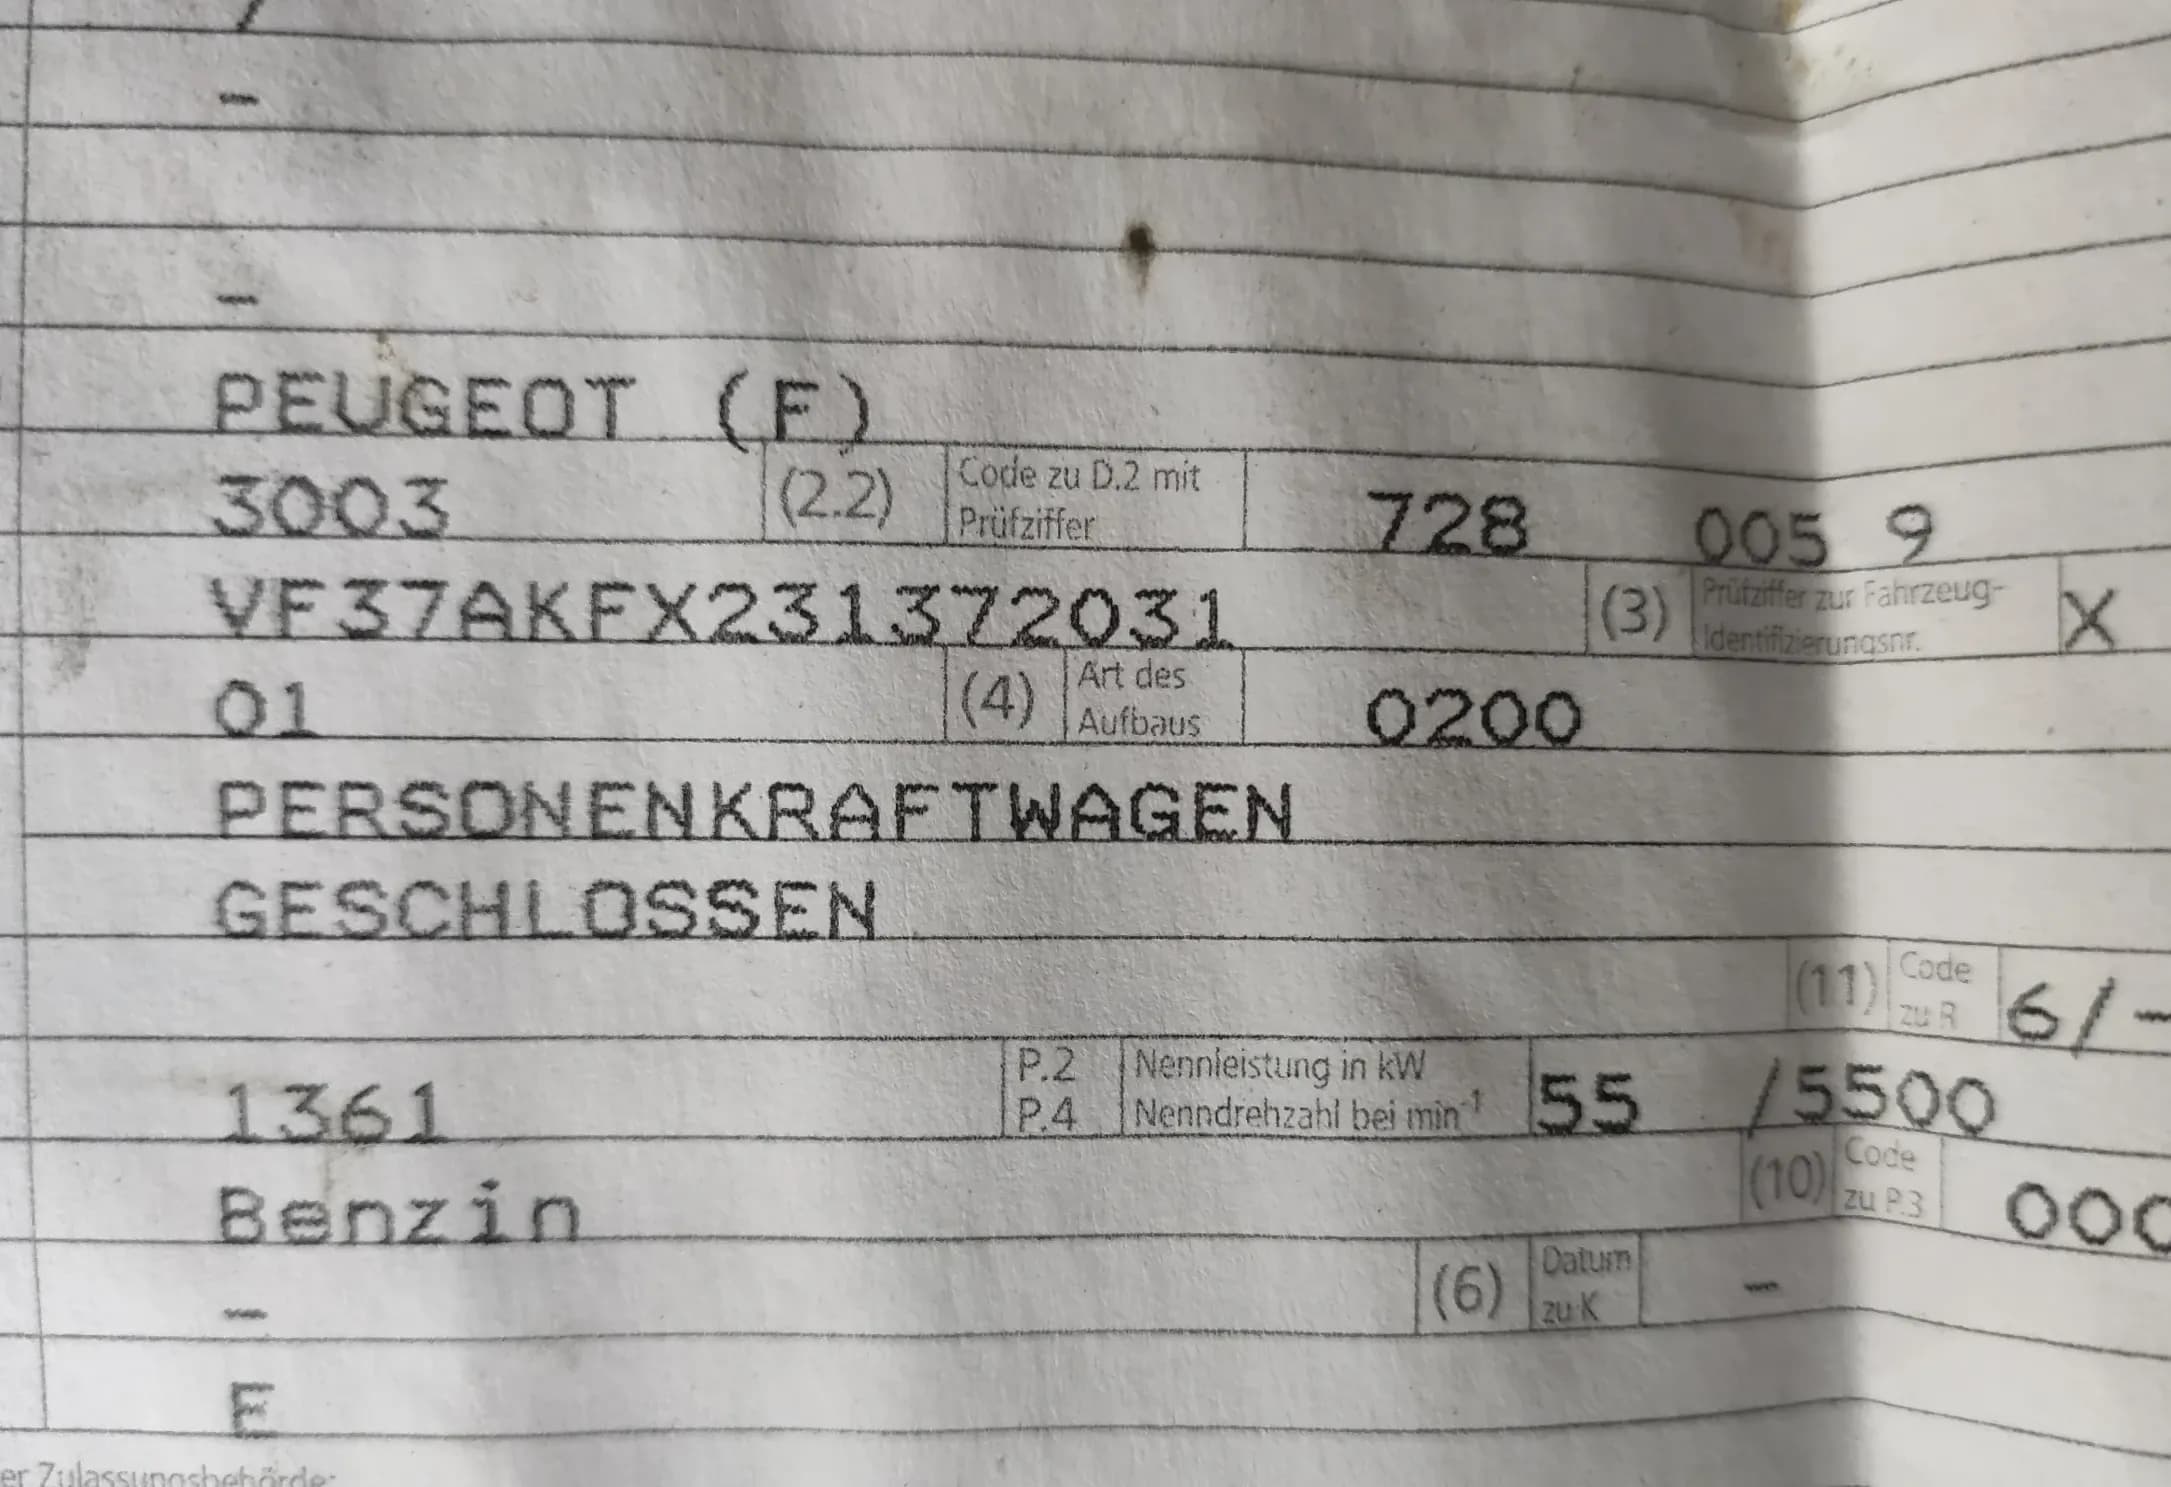 -
-
PEUGEOT (F)
3003 (2.2) Code zu D.2 mit Prüfziffer 728 005 9
VF37AKFX231372031 (3) Prüfziffer zur Fahrzeug-Identifizierungsnr. X
01 (4) Art des Aufbaus 0200
PERSONENKRAFTWAGEN
GESCHLOSSEN
(11) Code zu R 6/-
1361 P.2 P.4 Nennleistung in kW Nenndrehzahl bei min⁻¹ 55 /5500
Benzin (10) Code zu P.3 000
- (6) Datum zu K -
E
er Zulassungsbehörde: